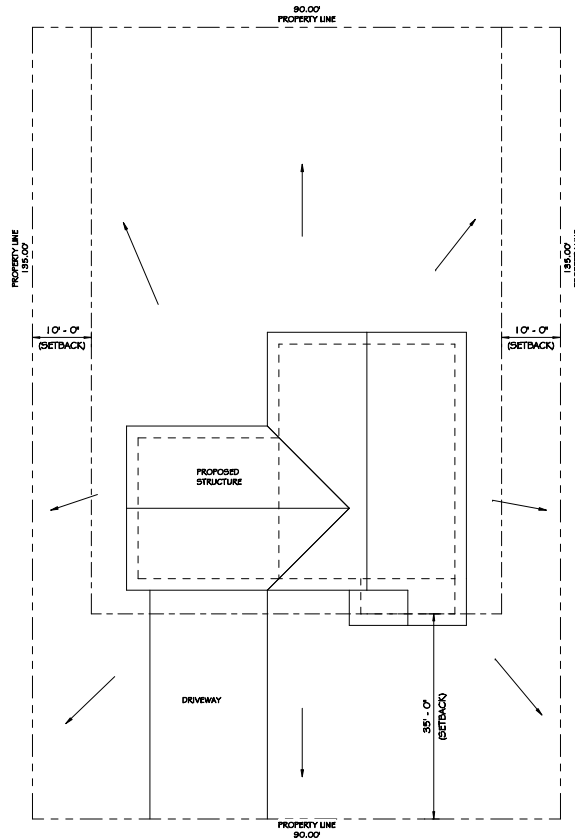 90.00'
PROPERTY LINE
PROPERTY LINE
135.00'
135.00'
10' - 0"
(SETBACK)
10' - 0"
(SETBACK)
PROPOSED
STRUCTURE
DRIVEWAY
35' - 0"
(SETBACK)
PROPERTY LINE
90.00'